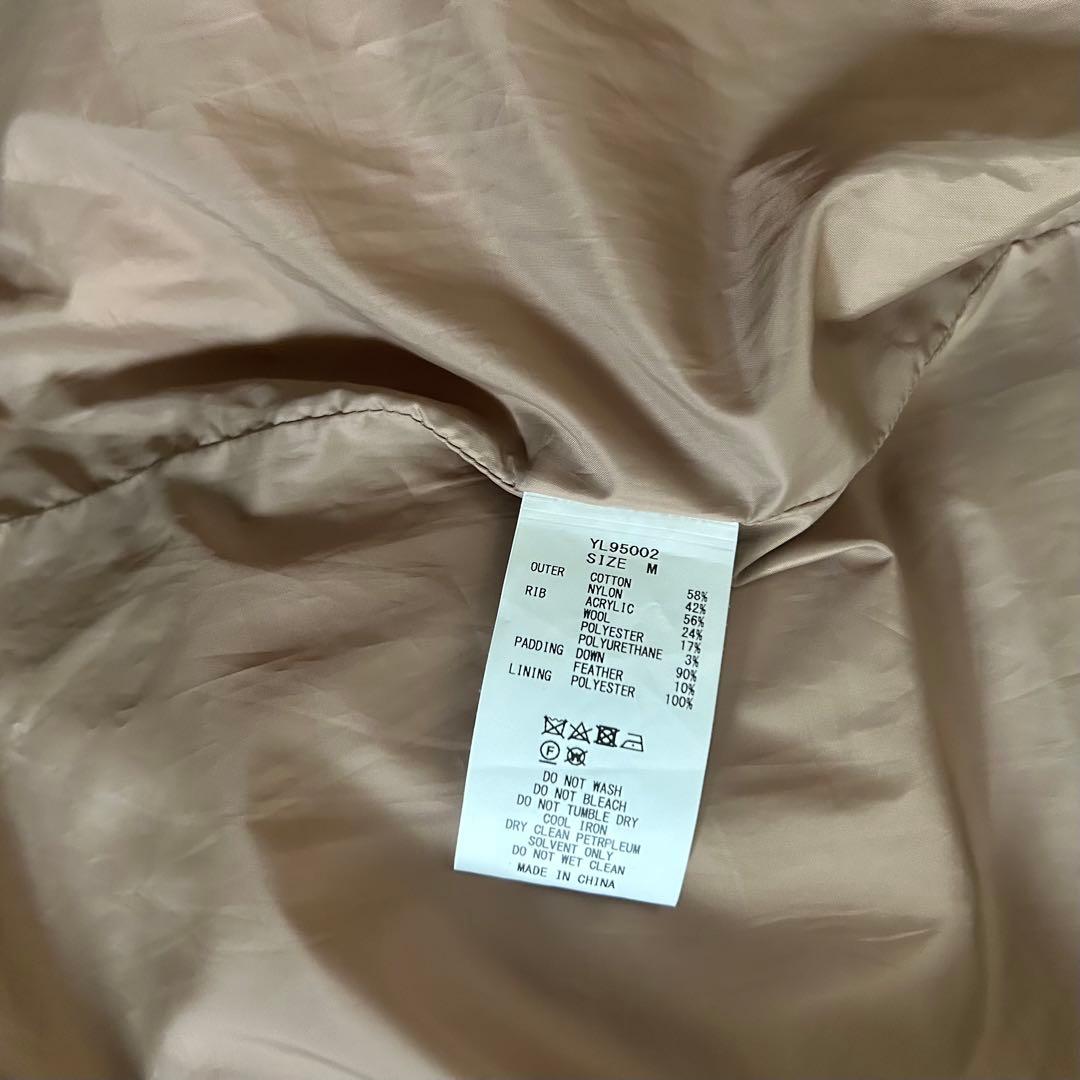 YL95002
SIZE M
OUTER COTTON 58%
NYLON 42%
RIB ACRYLIC 56%
WOOL 24%
POLYESTER 17%
POLYURETHANE 3%
PADDING DOWN 90%
FEATHER 10%
LINING POLYESTER 100%
F
W
DO NOT WASH
DO NOT BLEACH
DO NOT TUMBLE DRY
COOL IRON
DRY CLEAN PETRPLEUM
SOLVENT ONLY
DO NOT WET CLEAN
MADE IN CHINA